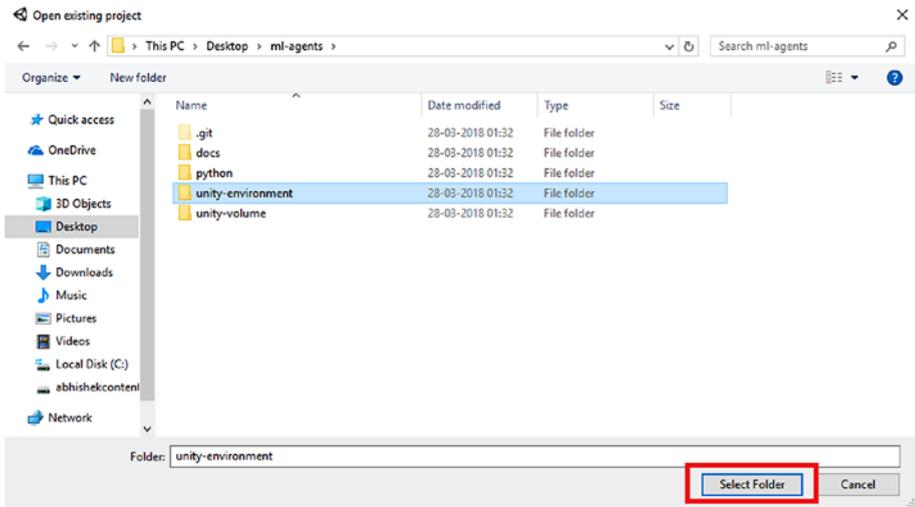 Open existing project
This PC > Desktop > ml-agents >
Search ml-agents
Organize
New folder
Name Date modified Type Size
Quick access
OneDrive
This PC
3D Objects
Desktop
Documents
Downloads
Music
Pictures
Videos
Local Disk (C:)
abhishekconten
Network
.git 28-03-2018 01:32 File folder
docs 28-03-2018 01:32 File folder
python 28-03-2018 01:32 File folder
unity-environment 28-03-2018 01:32 File folder
unity-volume 28-03-2018 01:32 File folder
Folder: unity-environment
Select Folder
Cancel